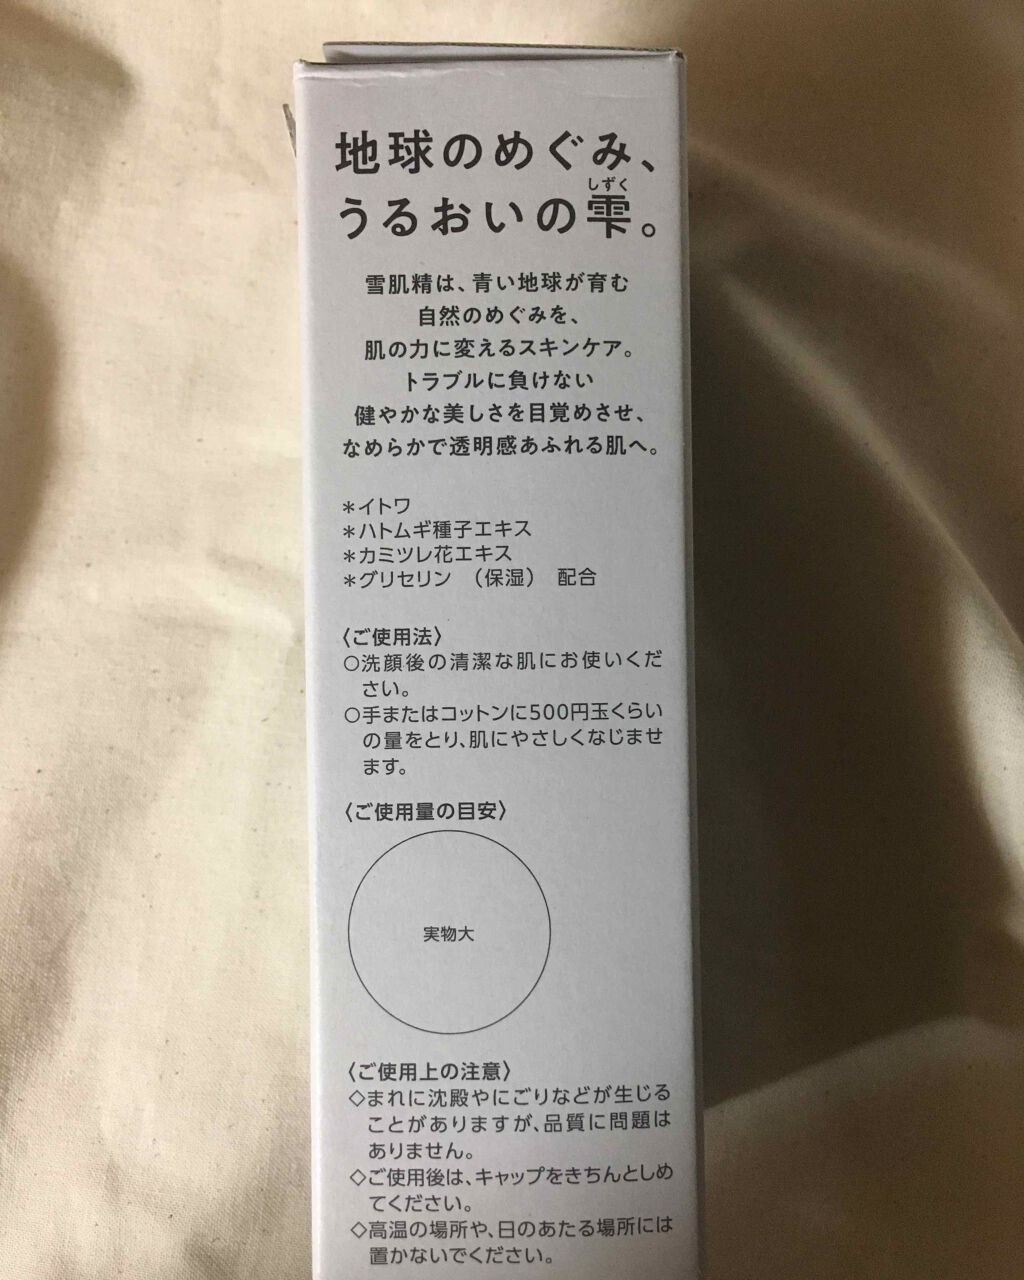 地球のめぐみ、
しずく
うるおいの雫。
雪肌精は、青い地球が育む
自然のめぐみを、
肌の力に変えるスキンケア。
トラブルに負けない
健やかな美しさを目覚めさせ、
なめらかで透明感あふれる肌へ。
＊イトワ
＊ハトムギ種子エキス
＊カミツレ花エキス
＊グリセリン （保湿） 配合
〈ご使用法〉
○洗顔後の清潔な肌にお使いくだ
さい。
○手またはコットンに500円玉くらい
の量をとり、肌にやさしくなじませ
ます。
〈ご使用量の目安〉
実物大
〈ご使用上の注意〉
◇まれに沈殿やにごりなどが生じる
ことがありますが、品質に問題は
ありません。
◇ご使用後は、キャップをきちんとしめ
てください。
◇高温の場所や、日のあたる場所には
置かないでください。